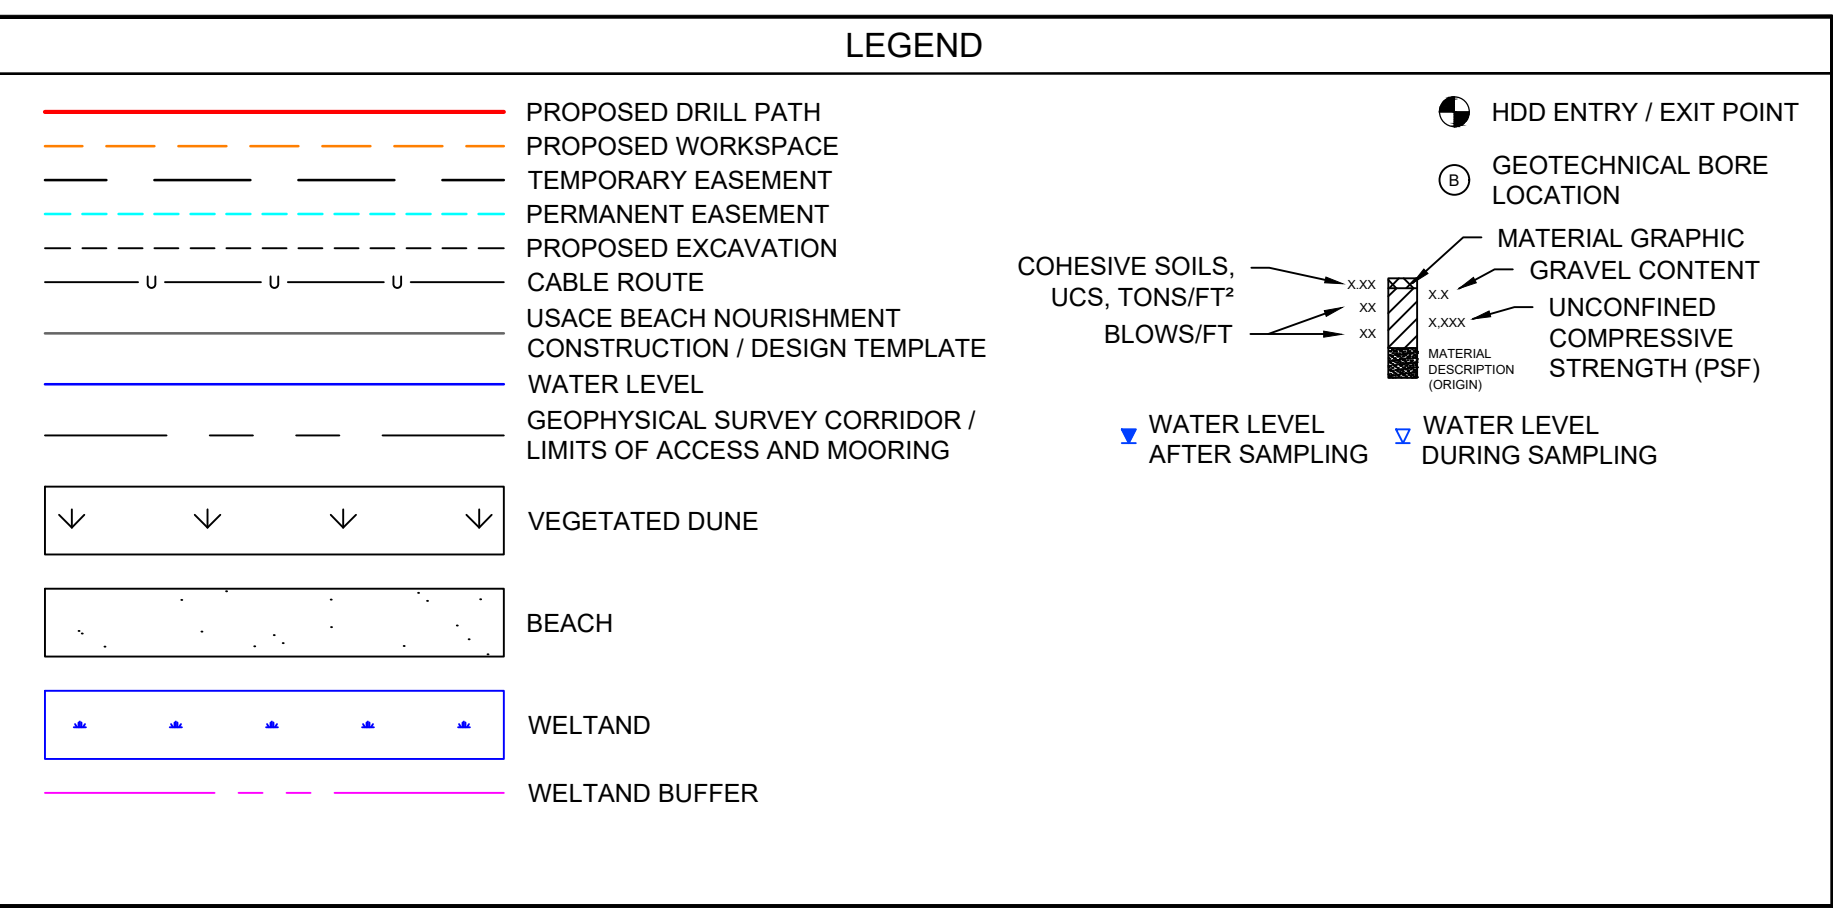 LEGEND
PROPOSED DRILL PATH
PROPOSED WORKSPACE
TEMPORARY EASEMENT
PERMANENT EASEMENT
PROPOSED EXCAVATION
U U U
CABLE ROUTE
USACE BEACH NOURISHMENT
CONSTRUCTION / DESIGN TEMPLATE
WATER LEVEL
GEOPHYSICAL SURVEY CORRIDOR /
LIMITS OF ACCESS AND MOORING
VEGETATED DUNE
BEACH
WELTAND
WELTAND BUFFER
HDD ENTRY / EXIT POINT
B
GEOTECHNICAL BORE
LOCATION
COHESIVE SOILS,
UCS, TONS/FT²
BLOWS/FT
X.XX
XX
XX
MATERIAL GRAPHIC
GRAVEL CONTENT
X.X
X,XXX
UNCONFINED
COMPRESSIVE
STRENGTH (PSF)
MATERIAL
DESCRIPTION
(ORIGIN)
WATER LEVEL
AFTER SAMPLING
WATER LEVEL
DURING SAMPLING